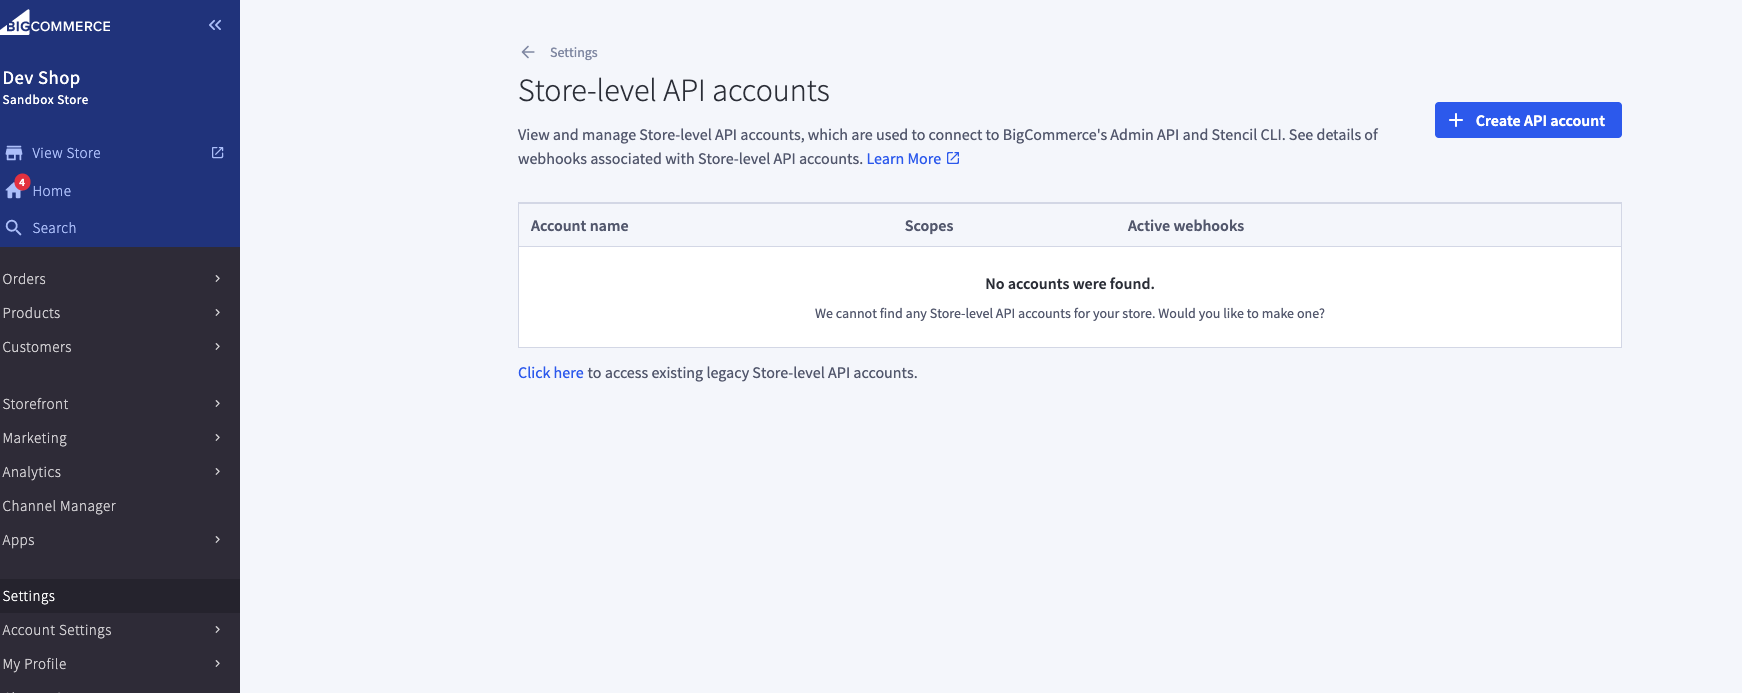 BIGCOMMERCE
Dev Shop
Sandbox Store
View Store
4
Home
Search
Orders
Products
Customers
Storefront
Marketing
Analytics
Channel Manager
Apps
Settings
Account Settings
My Profile
Settings
Store-level API accounts
View and manage Store-level API accounts, which are used to connect to BigCommerce's Admin API and Stencil CLI. See details of
webhooks associated with Store-level API accounts. Learn More
Create API account
Account name Scopes Active webhooks
No accounts were found.
We cannot find any Store-level API accounts for your store. Would you like to make one?
Click here to access existing legacy Store-level API accounts.